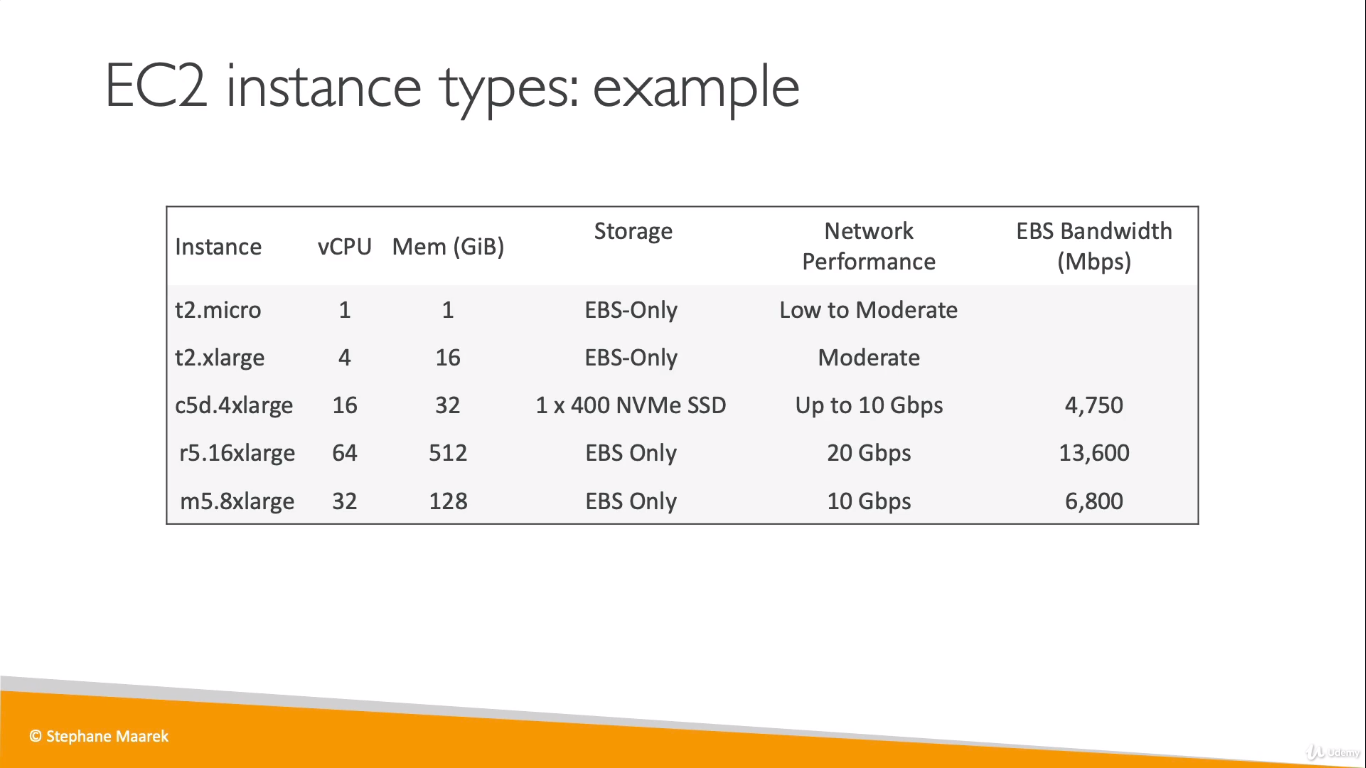 EC2 instance types: example
Instance vCPU Mem (GiB) Storage Network Performance EBS Bandwidth (Mbps)
t2.micro 1 1 EBS-Only Low to Moderate
t2.xlarge 4 16 EBS-Only Moderate
c5d.4xlarge 16 32 1 x 400 NVMe SSD Up to 10 Gbps 4,750
r5.16xlarge 64 512 EBS Only 20 Gbps 13,600
m5.8xlarge 32 128 EBS Only 10 Gbps 6,800
© Stephane Maarek
Udemy